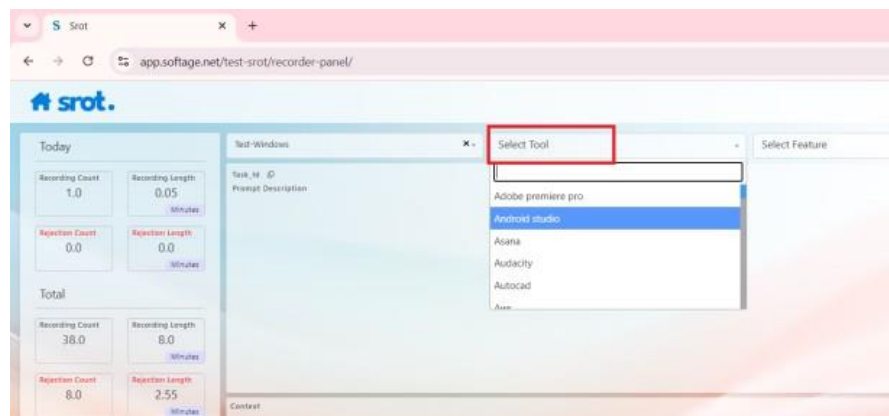 S Srot × +
app.softage.net/test-srot/recorder-panel/
srot.
Today
Recording Count
1.0
Recording Length
0.05
Minutes
Rejection Count
0.0
Rejection Length
0.0
Minutes
Total
Recording Count
38.0
Recording Length
8.0
Minutes
Rejection Count
8.0
Rejection Length
2.55
Minutes
Test-Windows ×
Task_Id
Prompt Description
Context
Select Tool
Adobe premiere pro
Android studio
Asana
Audacity
Autocad
Select Feature